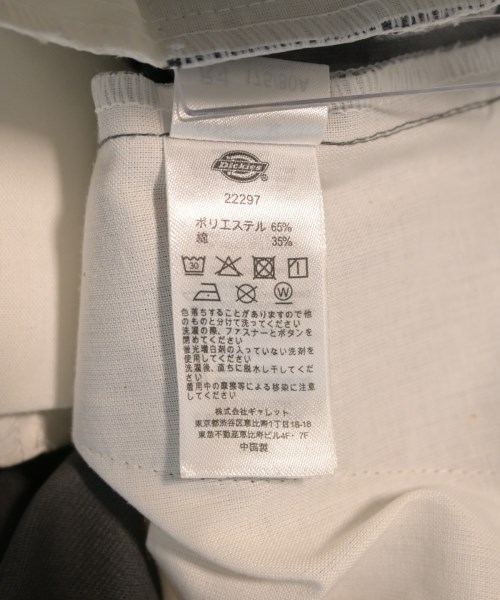 175/80A
Dickies
22297
ポリエステル 65%
綿 35%
30
W
色落ちすることがありますので他
のものと分けて洗ってください
洗濯の際、ファスナーとボタンを
閉めてください
蛍光増白剤の入っていない洗剤を
使用してください
洗濯後、直ちに脱水し干してくだ
さい
着用中の摩擦等による移染に注意
してください
株式会社ギャレット
東京都渋谷区恵比寿1丁目18-18
東急不動産恵比寿ビル4F・7F
中国製